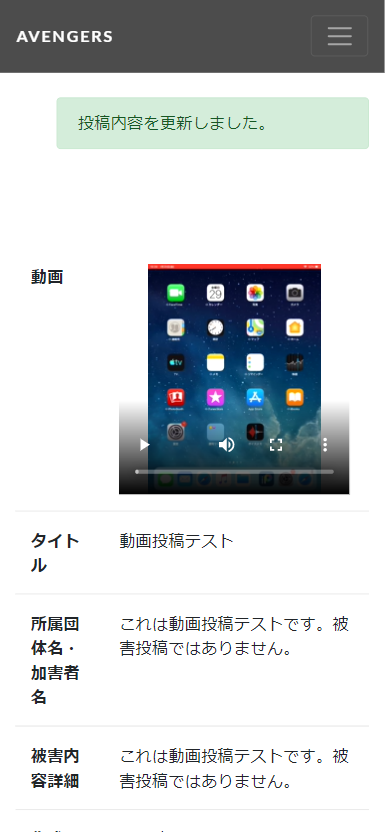 AVENGERS
投稿内容を更新しました。
動画
29
タイト
ル
動画投稿テスト
所属団
体名・
加害者
名
これは動画投稿テストです。被
害投稿ではありません。
被害内
容詳細
これは動画投稿テストです。被
害投稿ではありません。